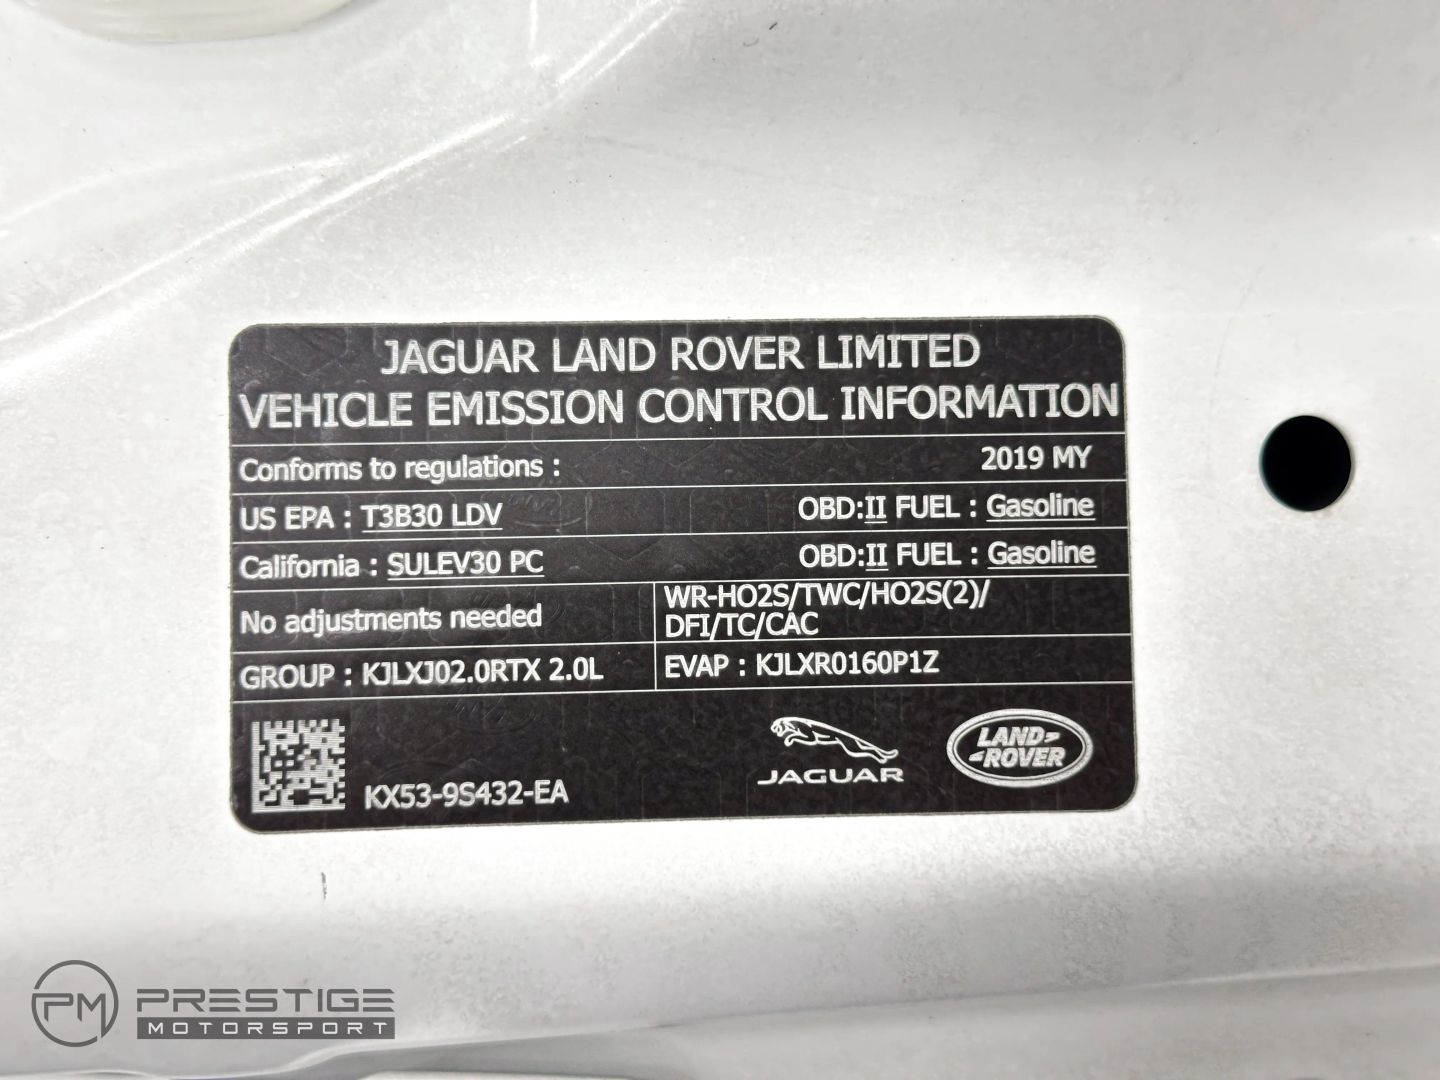 JAGUAR LAND ROVER LIMITED
VEHICLE EMISSION CONTROL INFORMATION
Conforms to regulations : 2019 MY
US EPA : T3B30 LDV OBD:II FUEL : Gasoline
California : SULEV30 PC OBD:II FUEL : Gasoline
No adjustments needed
WR-HO2S/TWC/HO2S(2)/
DFI/TC/CAC
GROUP : KJLXJ02.0RTX 2.0L
EVAP : KJLXR0160P1Z
KX53-9S432-EA
JAGUAR
LAND-
-ROVER
PM PRESTIGE
MOTORSPORT